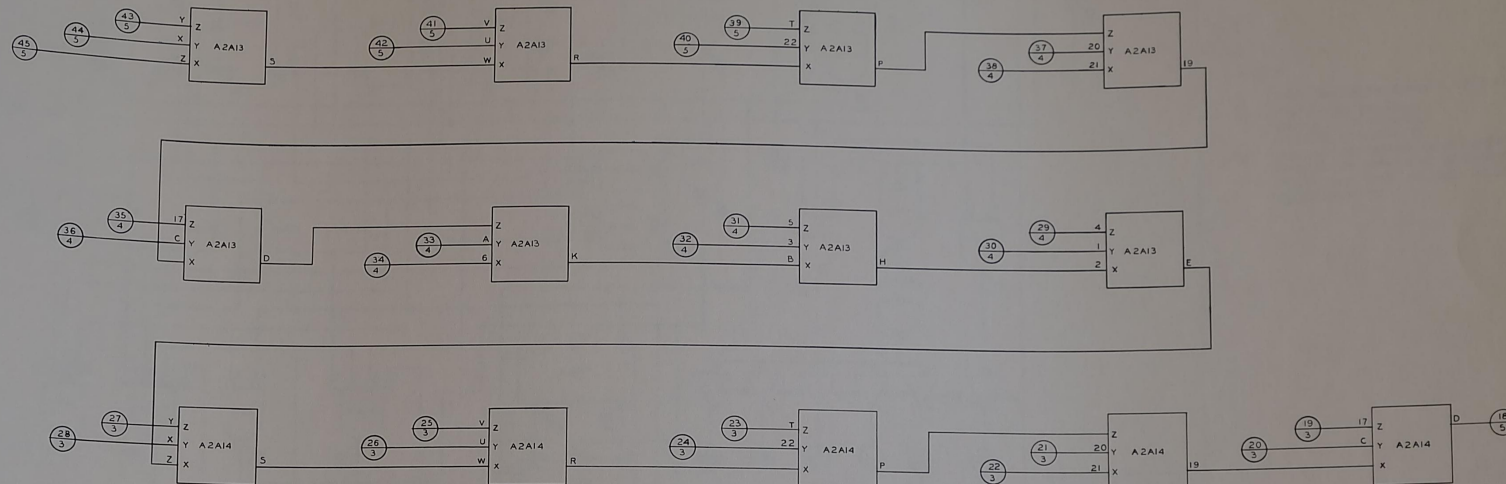 43 5 Y Z
44 5 X Y A2A13
45 5 Z X S
41 5 V Z
42 5 U Y A2A13
W X R
39 5 T Z
40 5 22 Y A2A13
X P
Z
37 4 20 Y A2A13
38 4 21 X 19
35 4 17 Z
36 4 C Y A2A13
X D
Z
33 4 A Y A2A13
34 4 6 X K
31 4 5 Z
32 4 3 Y A2A13
B X H
29 4 4 Z
30 4 1 Y A2A13
2 X E
27 3 Y Z
28 3 X Y A2A14
Z X S
25 3 V Z
26 3 U Y A2A14
W X R
23 3 T Z
24 3 22 Y A2A14
X P
Z
21 3 20 Y A2A14
22 3 21 X 19
19 3 17 Z
20 3 C Y A2A14
X D
18 5